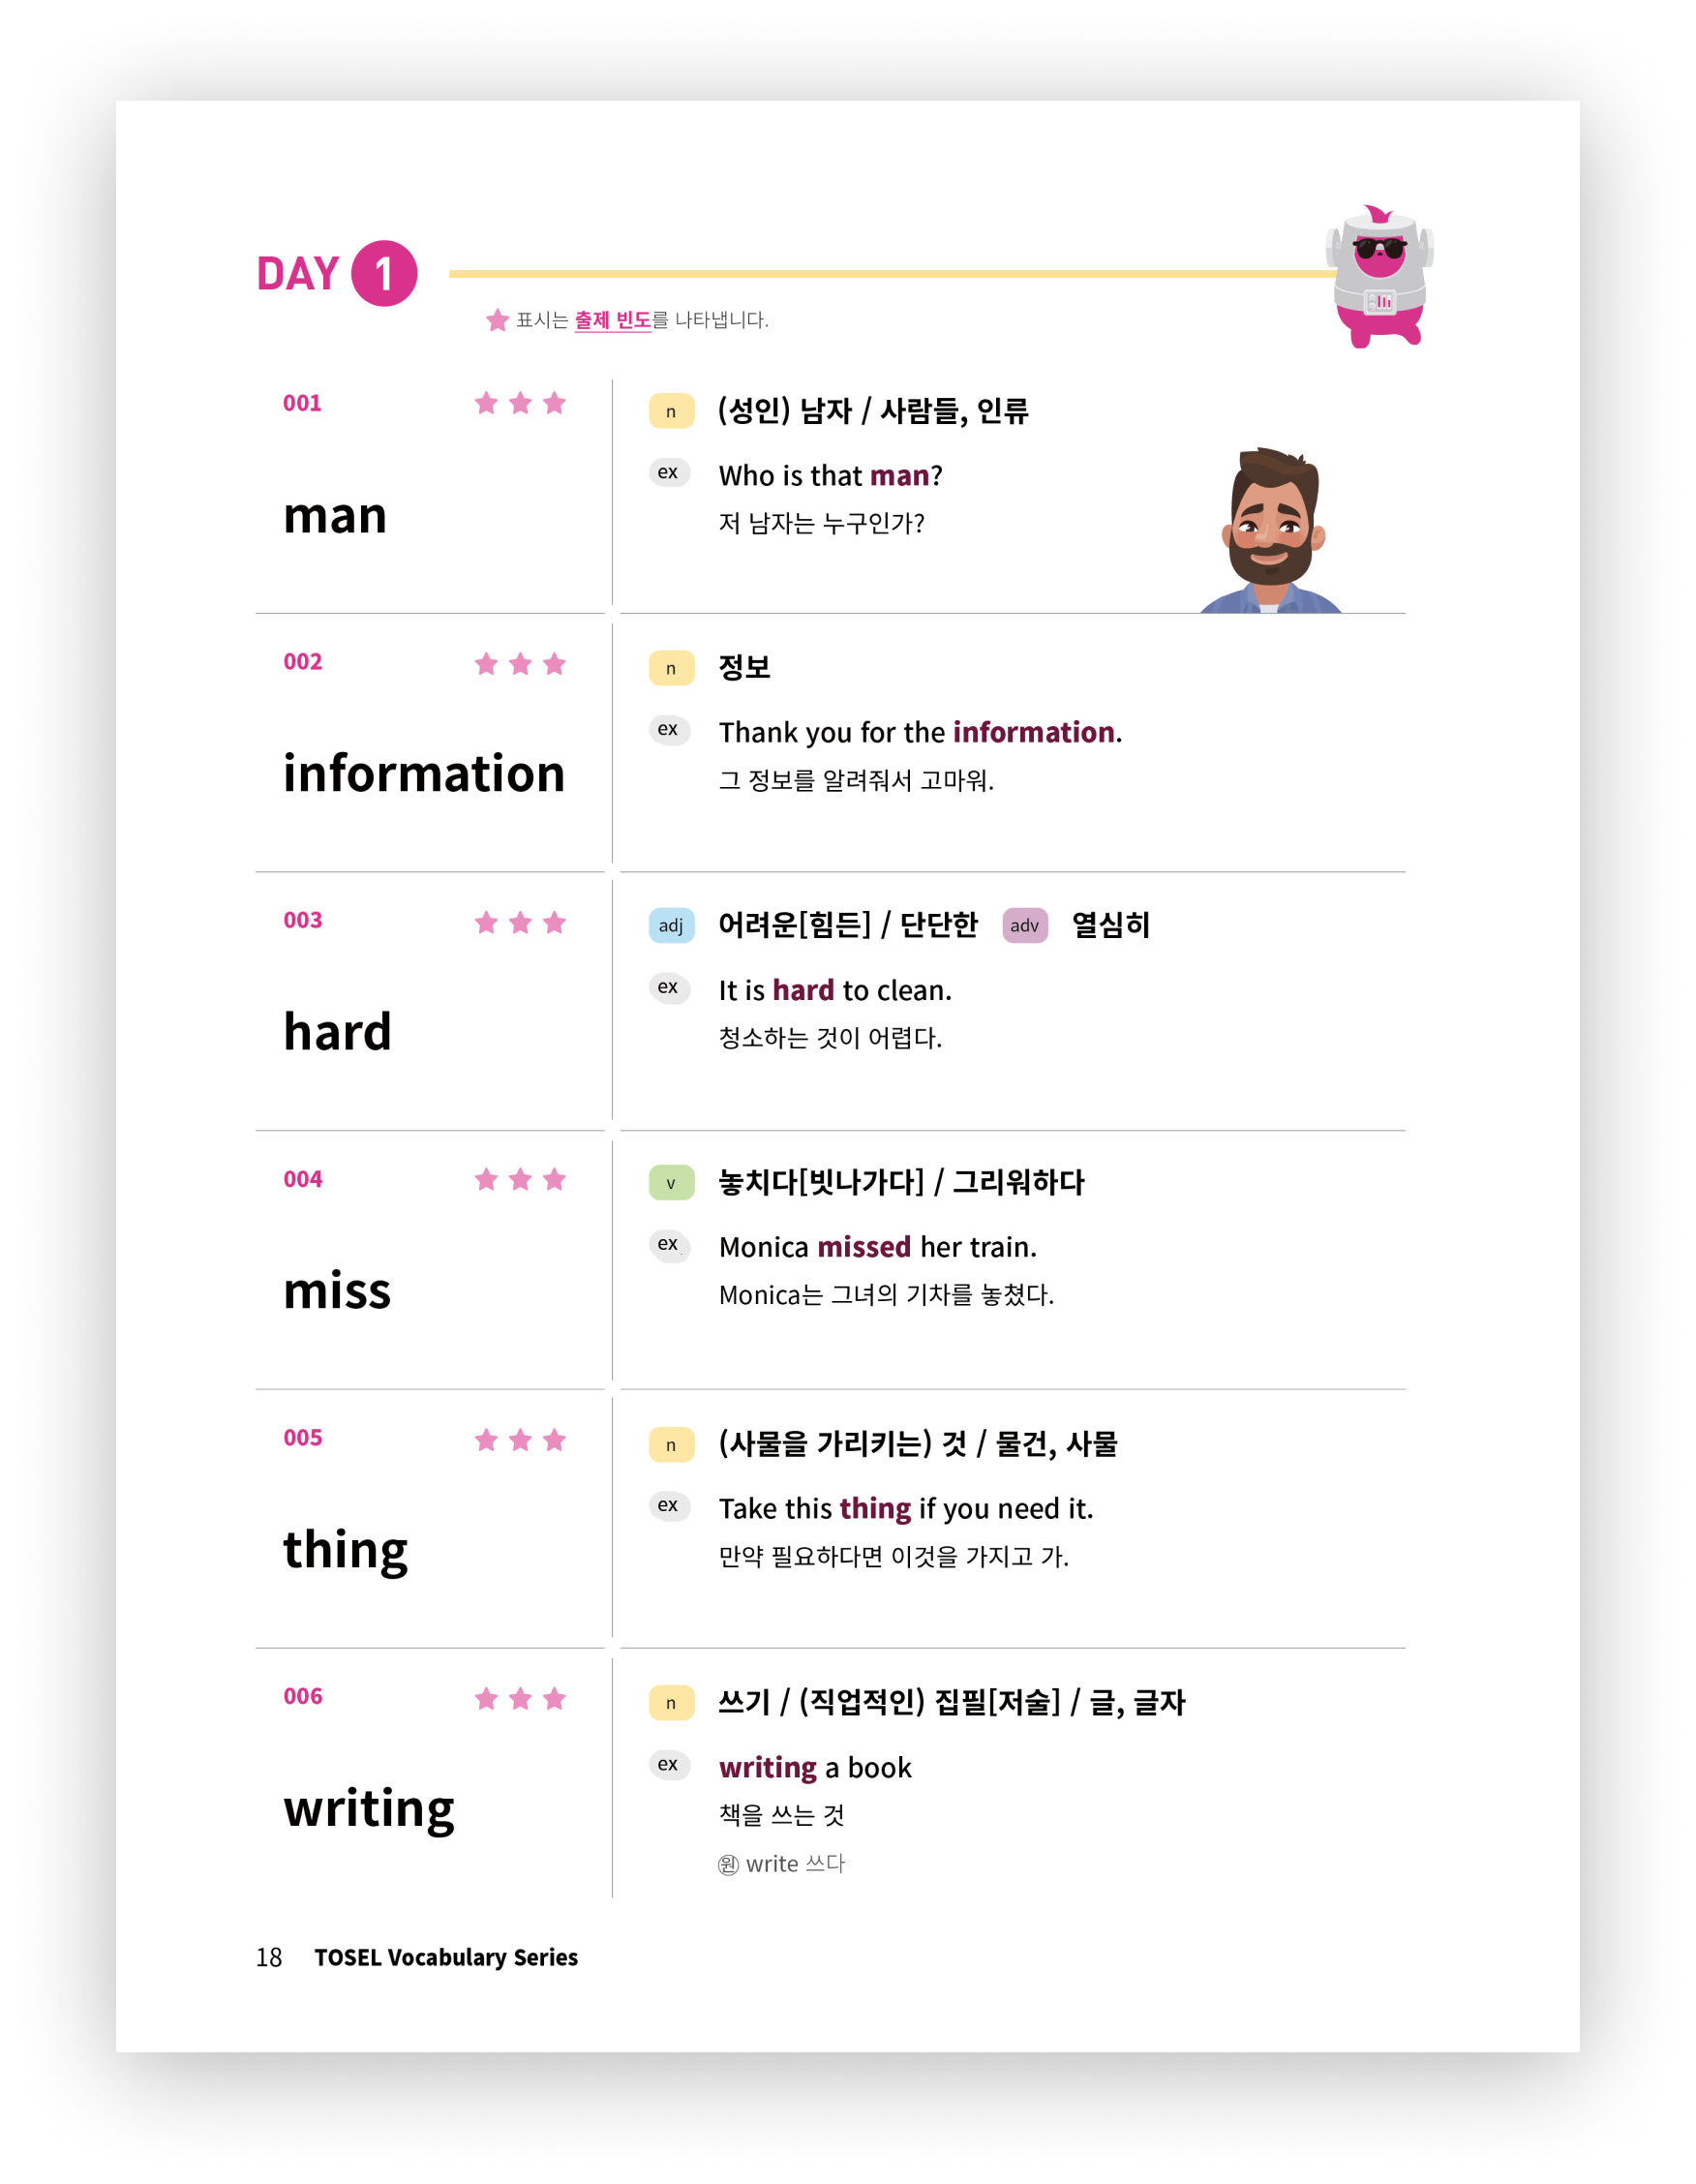 DAY 1
★ 표시는 출제 빈도를 나타냅니다.
001 ★ ★ ★
man
n (성인) 남자 / 사람들, 인류
ex Who is that man?
저 남자는 누구인가?
002 ★ ★ ★
information
n 정보
ex Thank you for the information.
그 정보를 알려줘서 고마워.
003 ★ ★ ★
hard
adj 어려운[힘든] / 단단한 adv 열심히
ex It is hard to clean.
청소하는 것이 어렵다.
004 ★ ★ ★
miss
v 놓치다[빗나가다] / 그리워하다
ex Monica missed her train.
Monica는 그녀의 기차를 놓쳤다.
005 ★ ★ ★
thing
n (사물을 가리키는) 것 / 물건, 사물
ex Take this thing if you need it.
만약 필요하다면 이것을 가지고 가.
006 ★ ★ ★
writing
n 쓰기 / (직업적인) 집필[저술] / 글, 글자
ex writing a book
책을 쓰는 것
㉾ write 쓰다
18 TOSEL Vocabulary Series